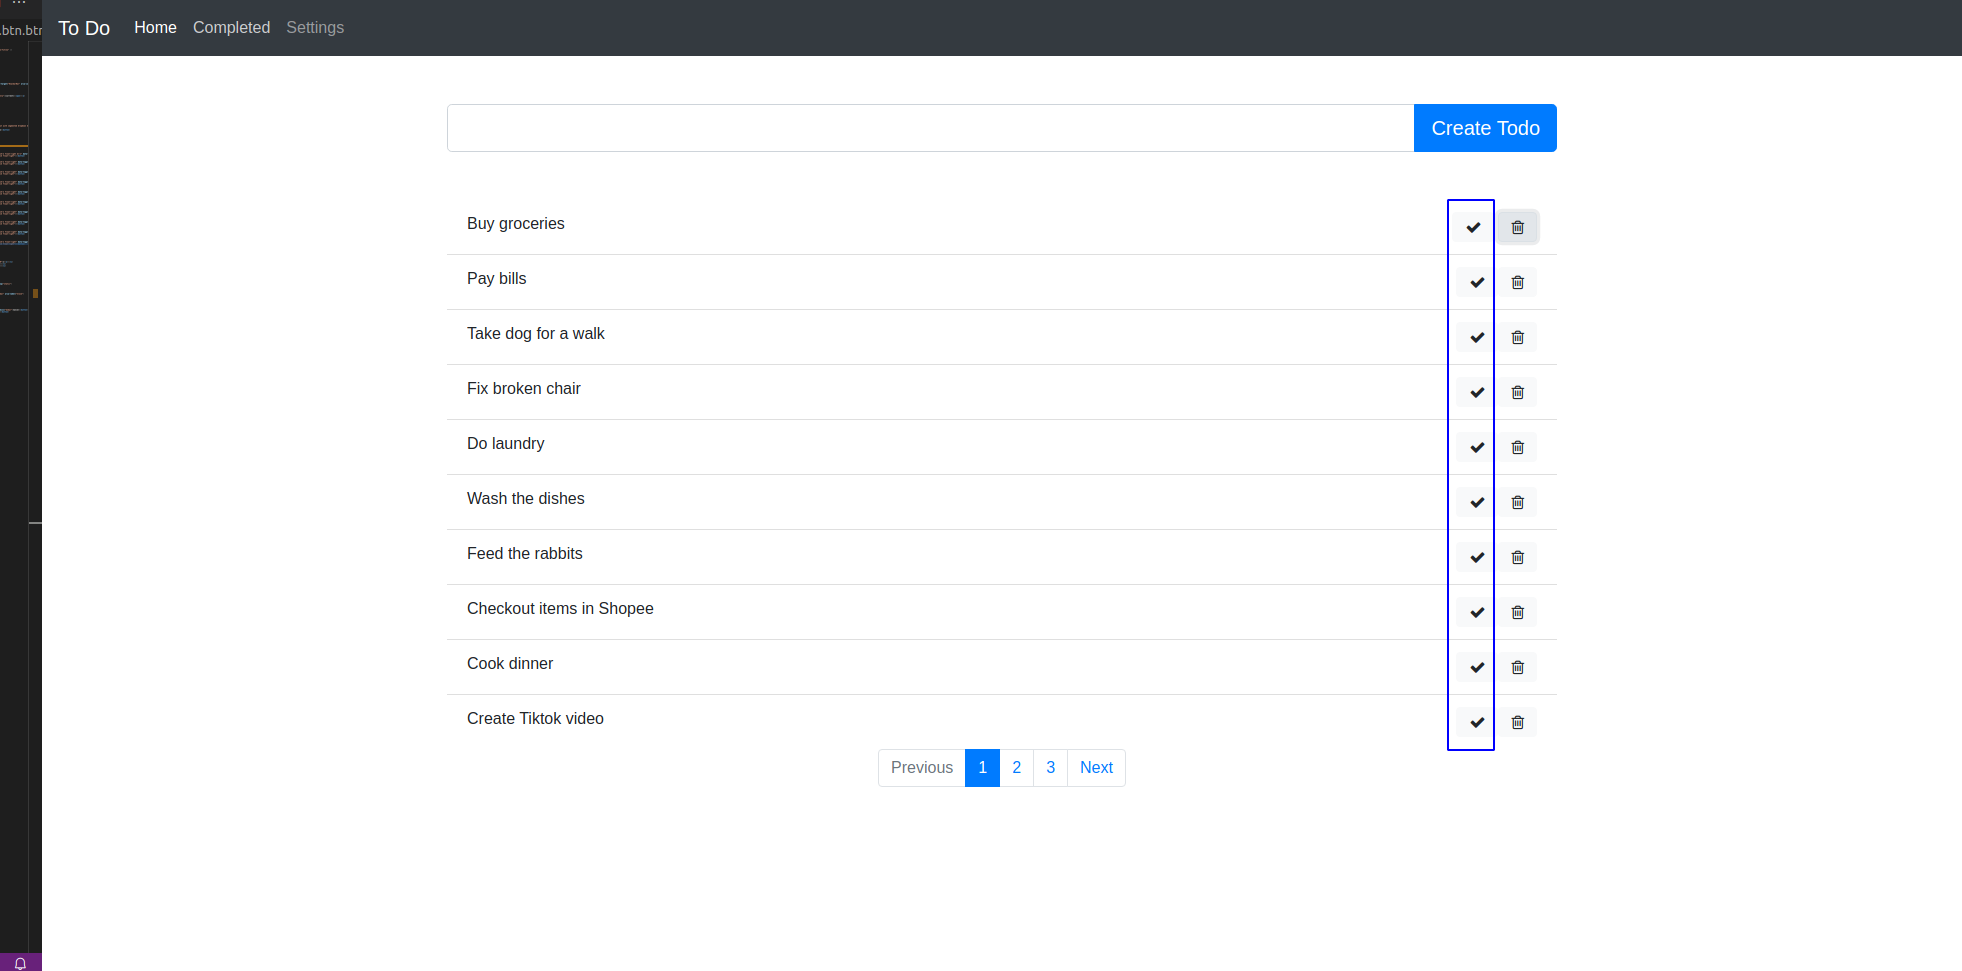 .btn.btn
To Do Home Completed Settings
Create Todo
Buy groceries
Pay bills
Take dog for a walk
Fix broken chair
Do laundry
Wash the dishes
Feed the rabbits
Checkout items in Shopee
Cook dinner
Create Tiktok video
Previous 1 2 3 Next